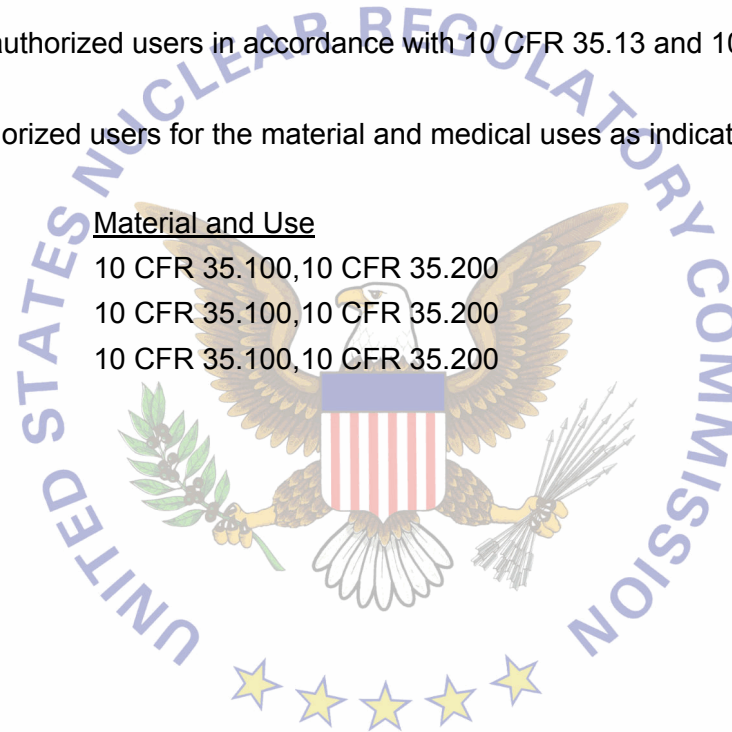 authorized users in accordance with 10 CFR 35.13 and 10
orized users for the material and medical uses as indicat
Material and Use
10 CFR 35.100,10 CFR 35.200
10 CFR 35.100,10 CFR 35.200
10 CFR 35.100,10 CFR 35.200
UNITED STATES NUCLEAR REGULATORY COMMISSION